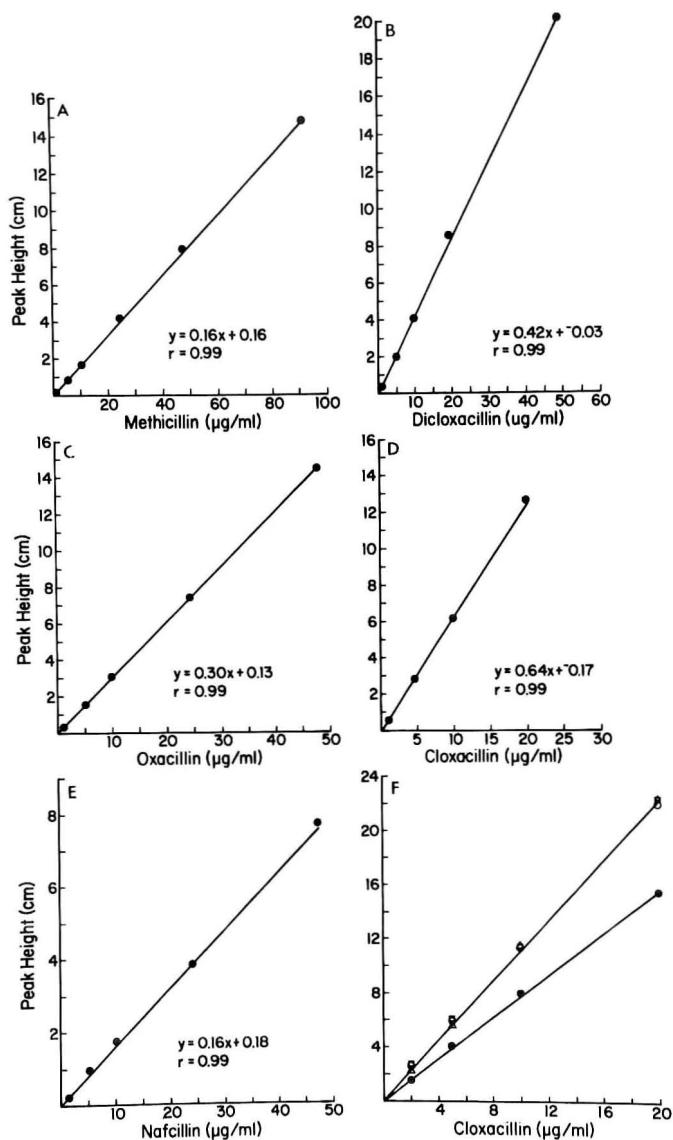 A
Peak Height (cm)
16
14
12
10
8
6
4
2
y = 0.16x + 0.16
r = 0.99
20 40 60 80 100
Methicillin (µg/ml)
B
20
18
16
14
12
10
8
6
4
2
y = 0.42x + ⁻0.03
r = 0.99
10 20 30 40 50 60
Dicloxacillin (ug/ml)
C
Peak Height (cm)
16
14
12
10
8
6
4
2
y = 0.30x + 0.13
r = 0.99
10 20 30 40 50
Oxacillin (µg/ml)
D
16
14
12
10
8
6
4
2
y = 0.64x + ⁻0.17
r = 0.99
5 10 15 20 25 30
Cloxacillin (µg/ml)
E
Peak Height (cm)
8
6
4
2
y = 0.16x + 0.18
r = 0.99
10 20 30 40 50
Nafcillin (µg/ml)
F
24
22
16
12
8
4
4 8 12 16 20
Cloxacillin (µg/ml)